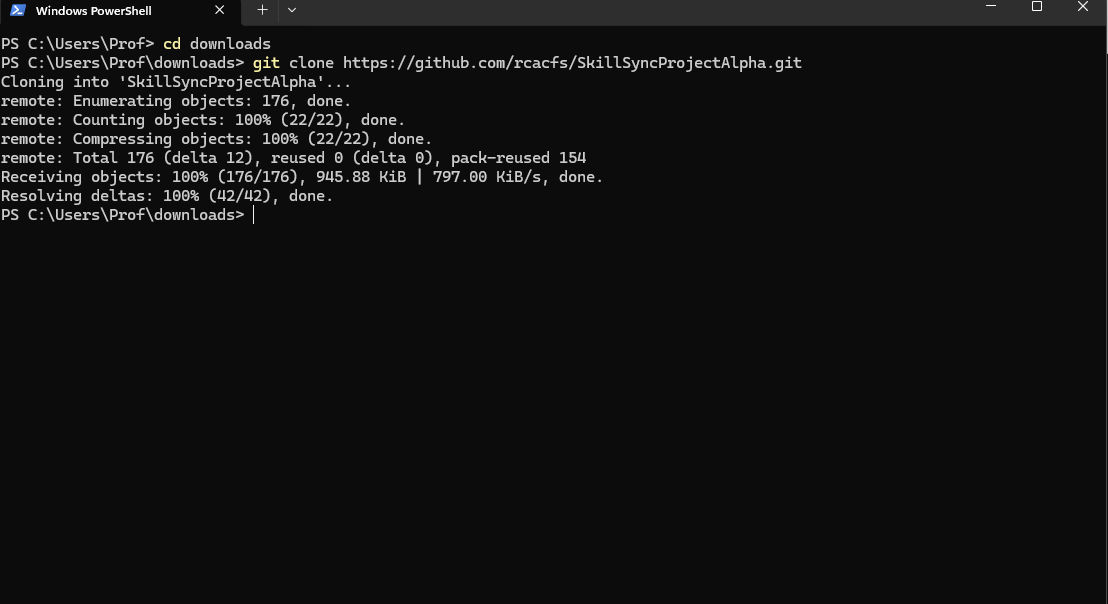 Windows PowerShell
PS C:\Users\Prof> cd downloads
PS C:\Users\Prof\downloads> git clone https://github.com/rcacfs/SkillSyncProjectAlpha.git
Cloning into 'SkillSyncProjectAlpha'...
remote: Enumerating objects: 176, done.
remote: Counting objects: 100% (22/22), done.
remote: Compressing objects: 100% (22/22), done.
remote: Total 176 (delta 12), reused 0 (delta 0), pack-reused 154
Receiving objects: 100% (176/176), 945.88 KiB | 797.00 KiB/s, done.
Resolving deltas: 100% (42/42), done.
PS C:\Users\Prof\downloads>